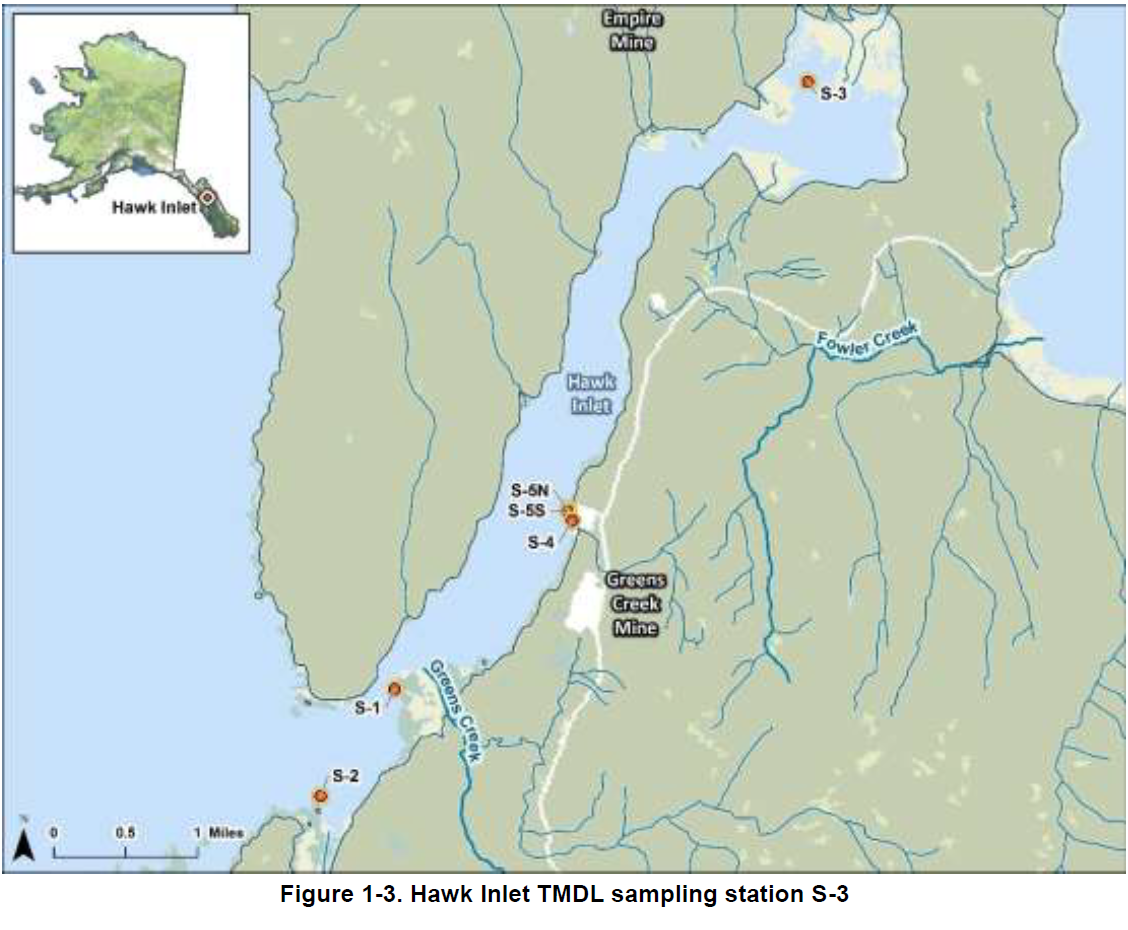 Empire
Mine
S-3
Hawk Inlet
Fowler Creek
Hawk
Inlet
S-5N
S-5S
S-4
Greens
Creek
Mine
Greens Creek
S-1
S-2
N
0 0.5 1 Miles
Figure 1-3. Hawk Inlet TMDL sampling station S-3